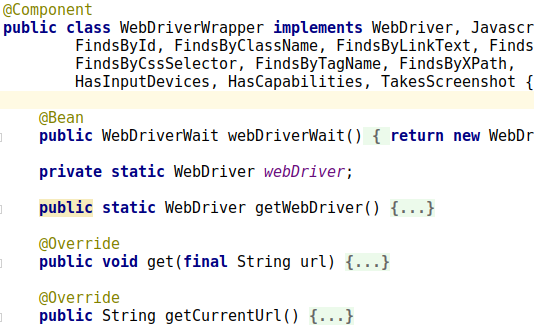 @Component
public class WebDriverWrapper implements WebDriver, Javascr
FindsById, FindsByClassName, FindsByLinkText, Finds
FindsByCssSelector, FindsByTagName, FindsByXPath,
HasInputDevices, HasCapabilities, TakesScreenshot {
@Bean
public WebDriverWait webDriverWait() { return new WebDr
private static WebDriver webDriver;
public static WebDriver getWebDriver() {...}
@Override
public void get(final String url) {...}
@Override
public String getCurrentUrl() {...}